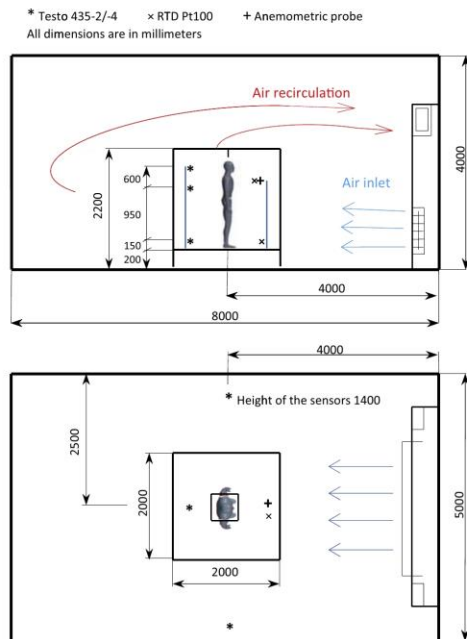 * Testo 435-2/-4 × RTD Pt100 + Anemometric probe
All dimensions are in millimeters
Air recirculation
Air inlet
4000
2200
600
950
150
200
4000
8000
4000
* Height of the sensors 1400
2500
2000
5000
2000